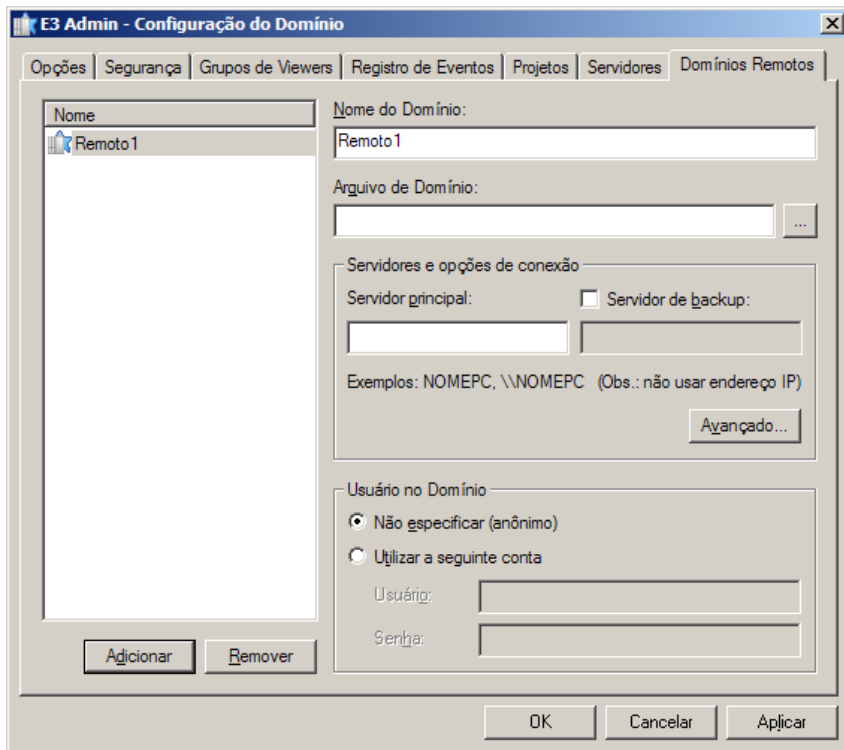 E3 Admin - Configuração do Domínio
Opções Segurança Grupos de Viewers Registro de Eventos Projetos Servidores Domínios Remotos
Nome
Remoto1
Nome do Domínio:
Remoto1
Arquivo de Domínio:
...
Servidores e opções de conexão
Servidor principal: Servidor de backup:
Exemplos: NOMEPC, \\NOMEPC (Obs.: não usar endereço IP)
Avançado...
Usuário no Domínio
Não especificar (anônimo)
Utilizar a seguinte conta
Usuário:
Senha:
Adicionar Remover
OK Cancelar Aplicar